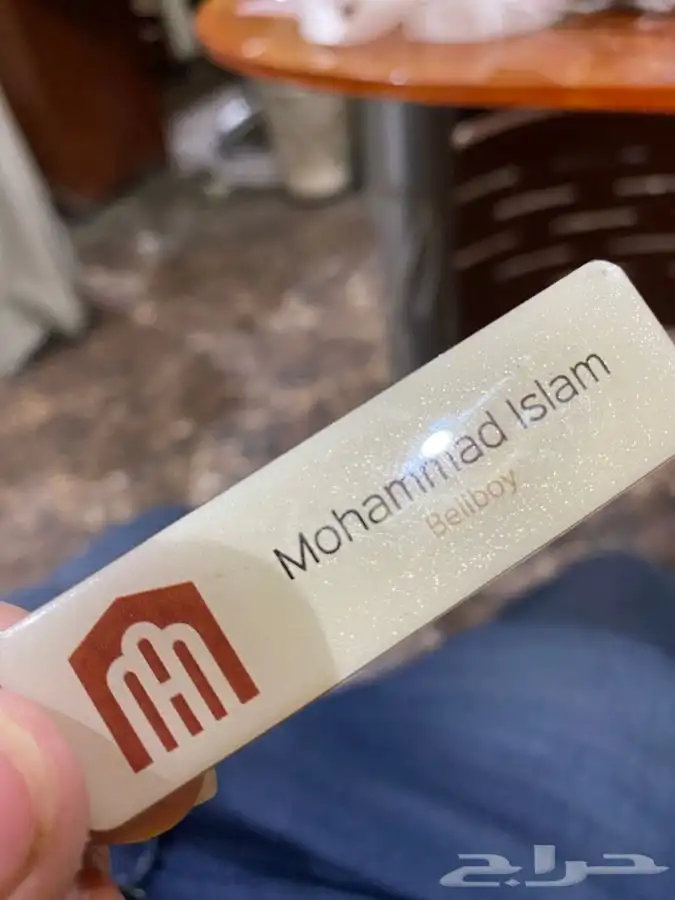 Mohammad Islam
Bellboy
حراج